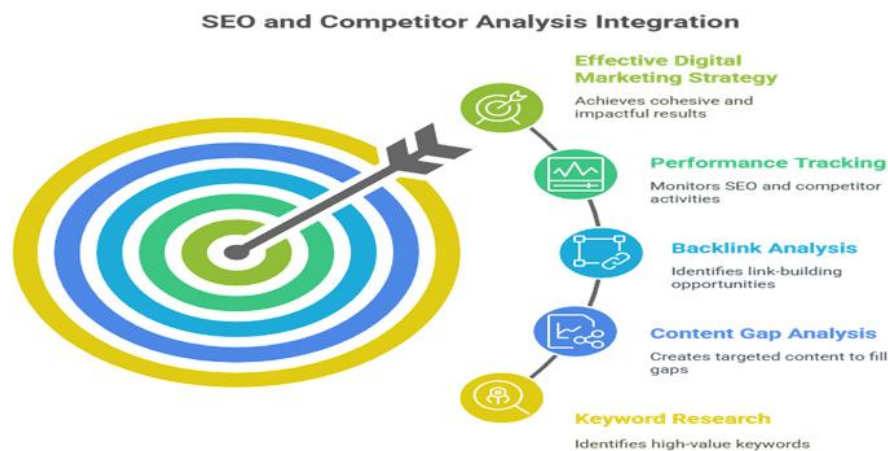 SEO and Competitor Analysis Integration
Effective Digital
Marketing Strategy
Achieves cohesive and
impactful results
Performance Tracking
Monitors SEO and competitor
activities
Backlink Analysis
Identifies link-building
opportunities
Content Gap Analysis
Creates targeted content to fill
gaps
Keyword Research
Identifies high-value keywords